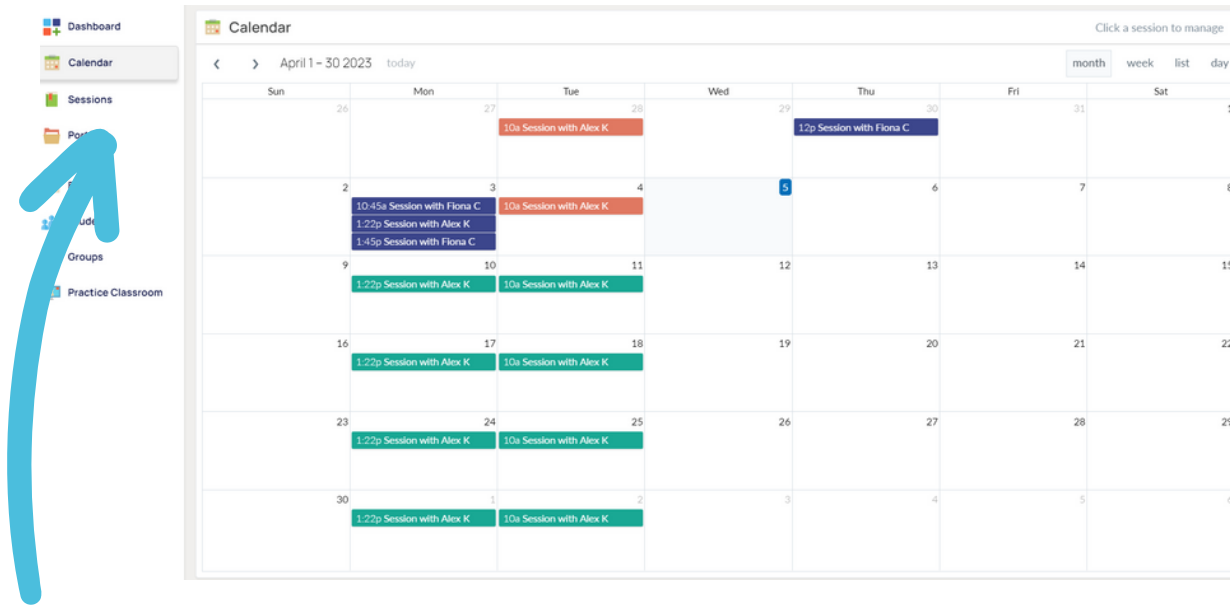 Dashboard
Calendar
Sessions
Groups
Practice Classroom
Calendar
Click a session to manage
April 1 – 30 2023 today
month week list day
Sun Mon Tue Wed Thu Fri Sat
26 27 28 29 30 31 1
10a Session with Alex K 12p Session with Fiona C
2 3 4 5 6 7 8
10:45a Session with Fiona C 10a Session with Alex K
1:22p Session with Alex K
1:45p Session with Fiona C
9 10 11 12 13 14 15
1:22p Session with Alex K 10a Session with Alex K
16 17 18 19 20 21 22
1:22p Session with Alex K 10a Session with Alex K
23 24 25 26 27 28 29
1:22p Session with Alex K 10a Session with Alex K
30 1 2 3 4 5 6
1:22p Session with Alex K 10a Session with Alex K